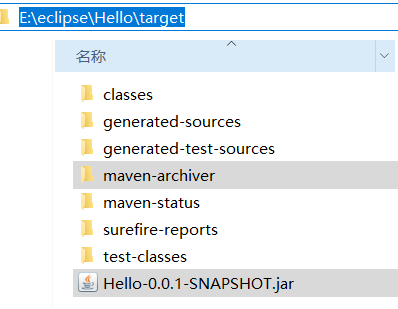 E:\eclipse\Hello\target
名称
classes
generated-sources
generated-test-sources
maven-archiver
maven-status
surefire-reports
test-classes
Hello-0.0.1-SNAPSHOT.jar